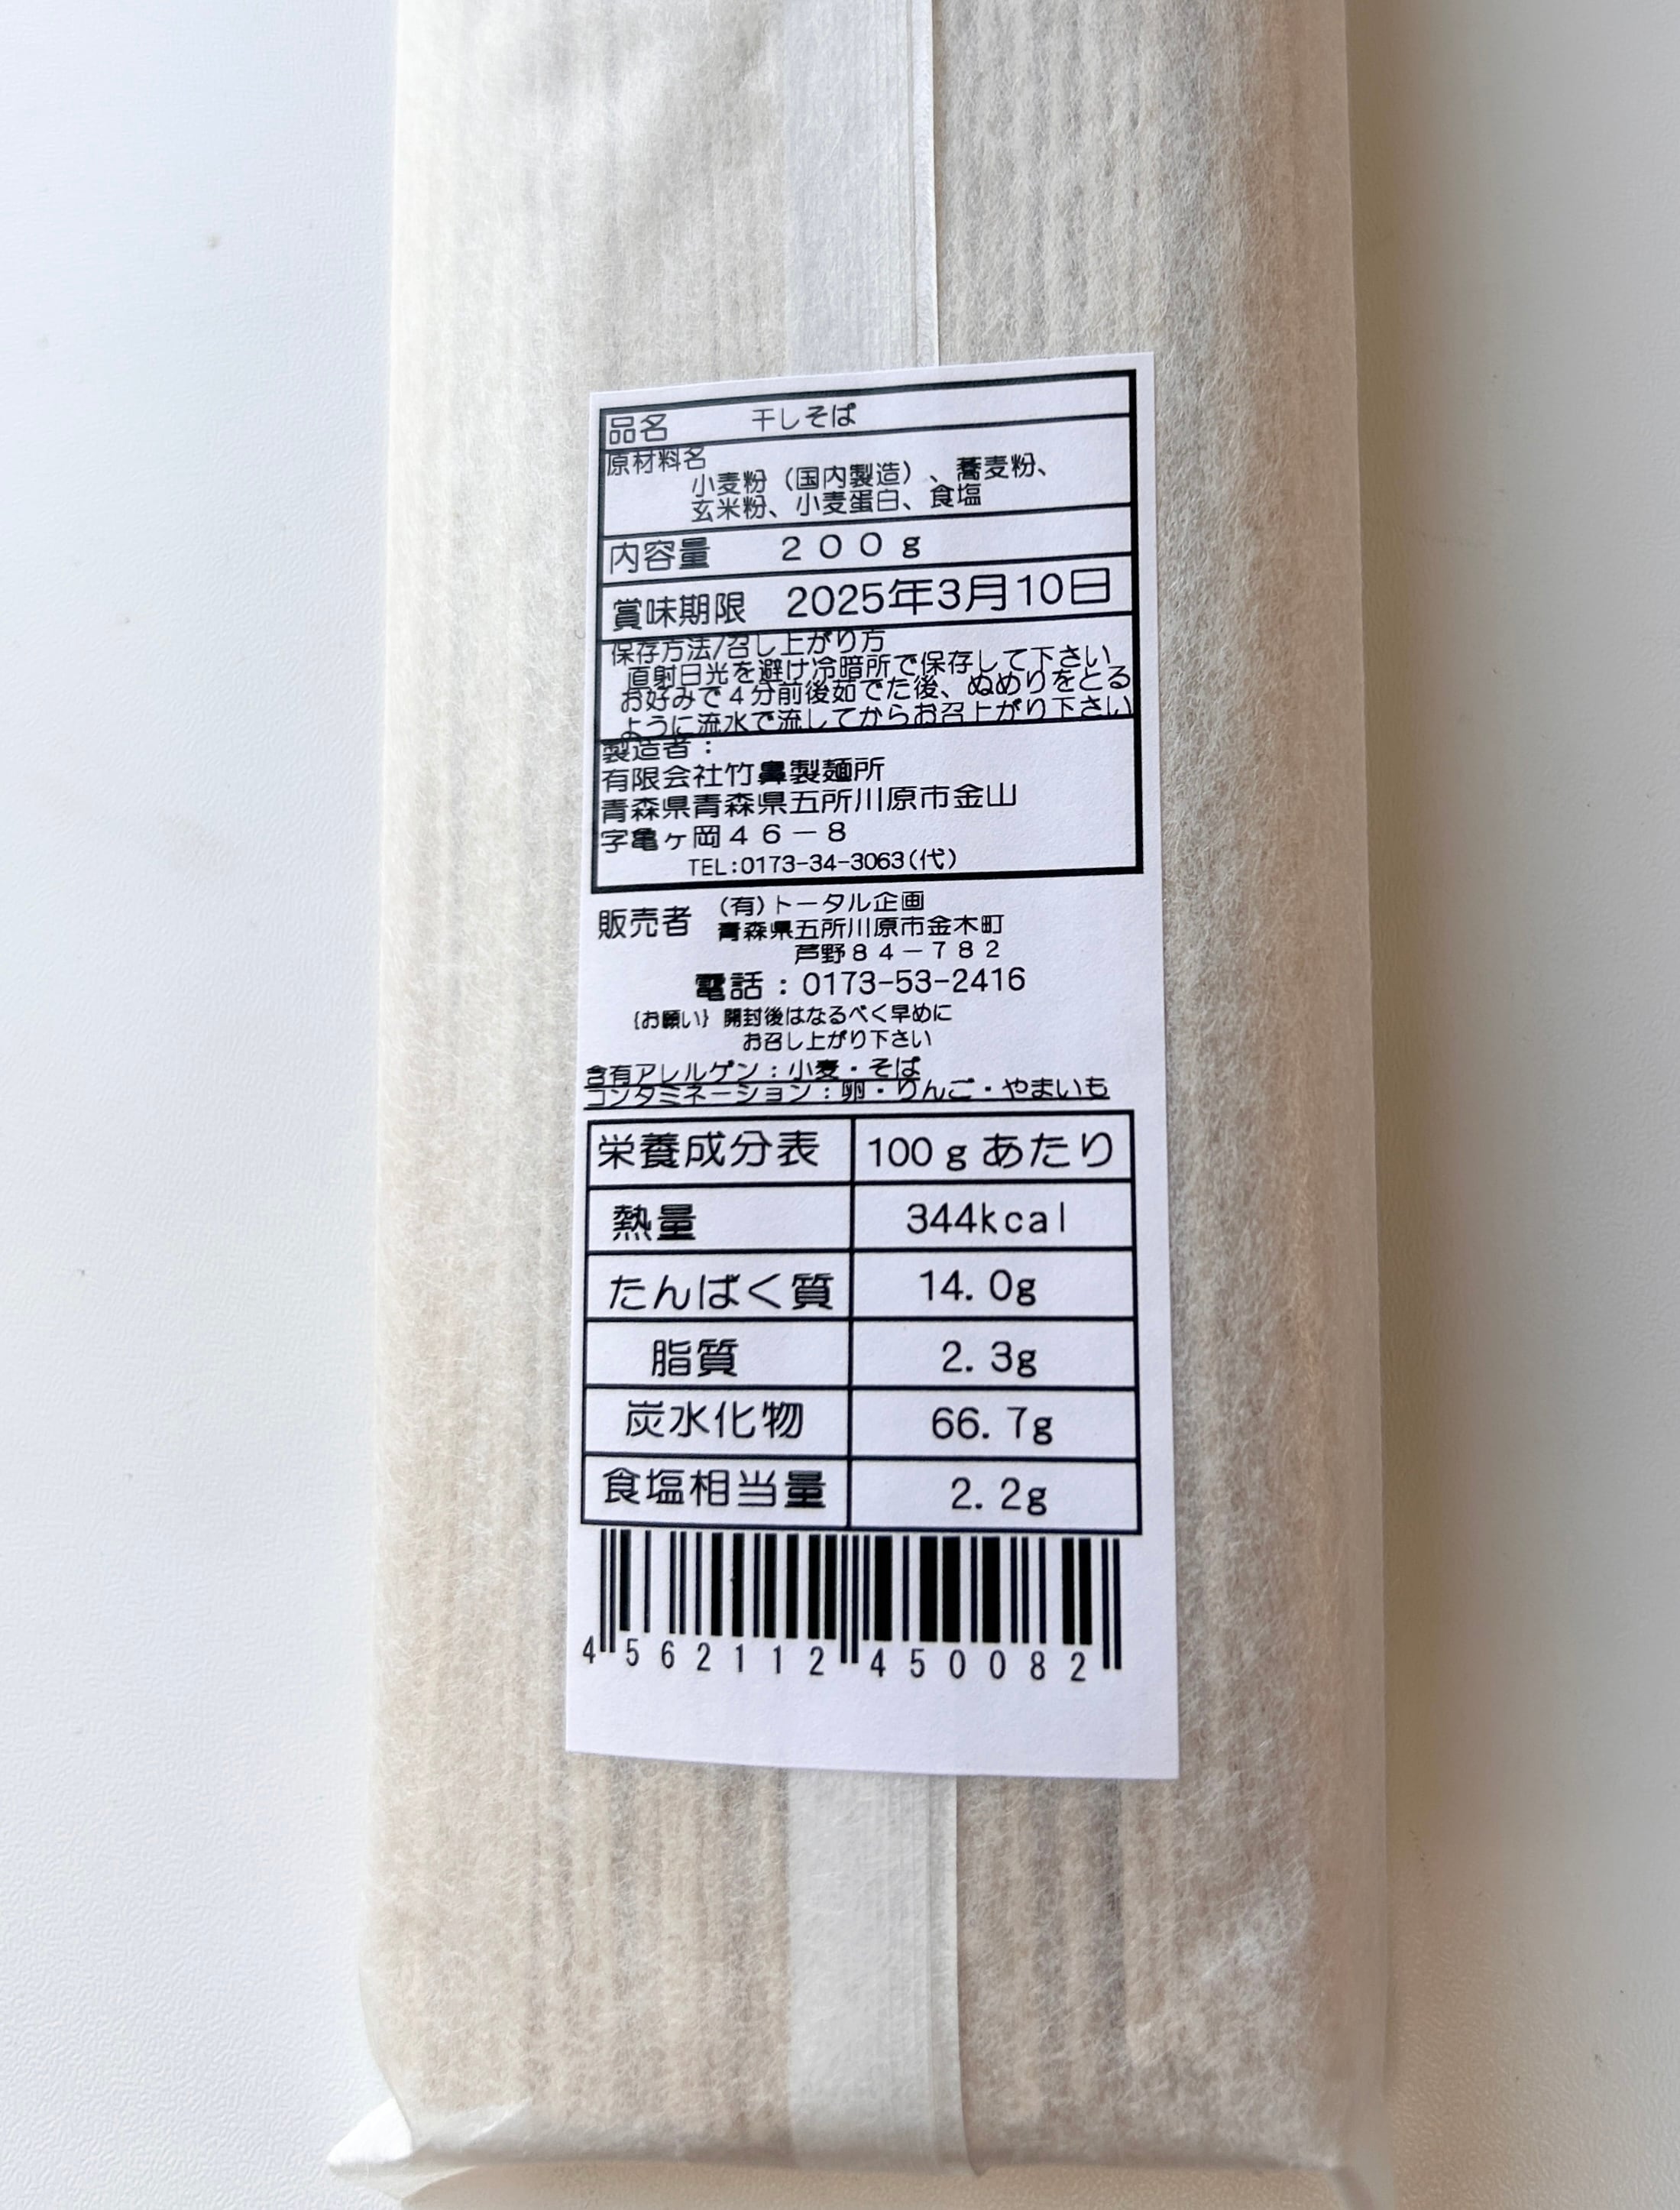 品名 干しそば
原材料名
小麦粉（国内製造）、蕎麦粉、
玄米粉、小麦蛋白、食塩
内容量 ２００ｇ
賞味期限 2025年3月10日
保存方法/召し上がり方
直射日光を避け冷暗所で保存して下さい
お好みで４分前後茹でた後、ぬめりをとる
ように流水で流してからお召上がり下さい
製造者：
有限会社竹鼻製麺所
青森県青森県五所川原市金山
字亀ヶ岡４６－８
TEL:0173-34-3063(代)
販売者 (有)トータル企画
青森県五所川原市金木町
芦野８４－７８２
電話：0173-53-2416
{お願い} 開封後はなるべく早めに
お召し上がり下さい
含有アレルゲン：小麦・そば
コンタミネーション：卵・りんご・やまいも
栄養成分表 100ｇあたり
熱量 344kcal
たんぱく質 14.0g
脂質 2.3g
炭水化物 66.7g
食塩相当量 2.2g
4 562112 450082